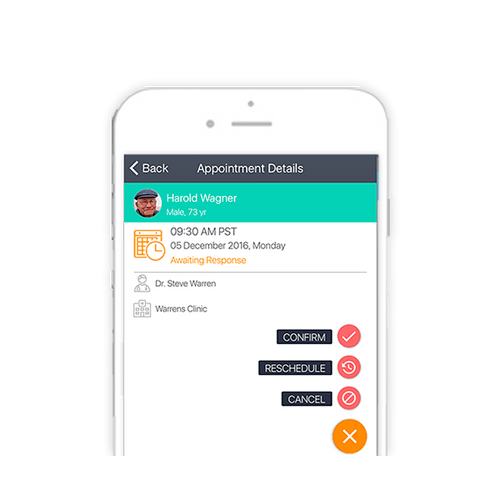 Back
Appointment Details
Harold Wagner
Male, 73 yr
09:30 AM PST
05 December 2016, Monday
Awaiting Response
Dr. Steve Warren
Warrens Clinic
CONFIRM
RESCHEDULE
CANCEL